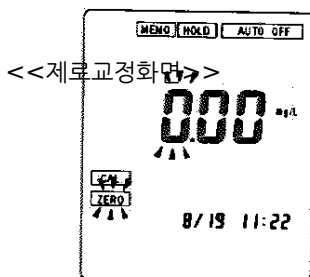 MEMO HOLD AUTO OFF
<<제로교정화면>>
0.00 mg/L
CAL
ZERO
8/19 11:22